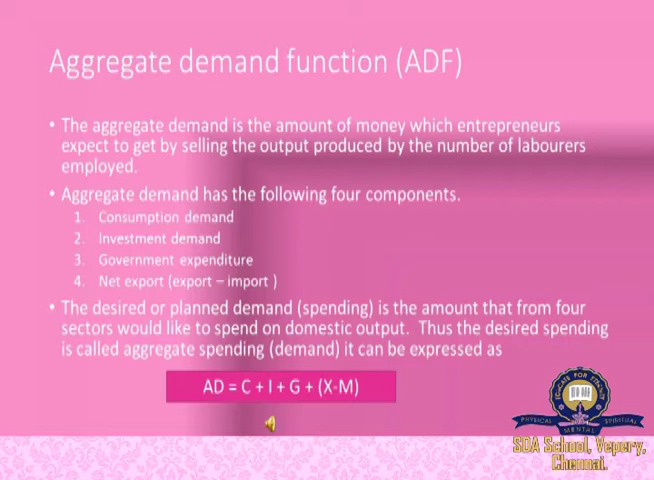 Aggregate demand function (ADF)
• The aggregate demand is the amount of money which entrepreneurs
expect to get by selling the output produced by the number of labourers
employed.
• Aggregate demand has the following four components.
1. Consumption demand
2. Investment demand
3. Government expenditure
4. Net export (export – import )
• The desired or planned demand (spending) is the amount that from four
sectors would like to spend on domestic output. Thus the desired spending
is called aggregate spending (demand) it can be expressed as
AD = C + I + G + (X-M)
EDUCATE FOR ETERNITY
PHYSICAL MENTAL SPIRITUAL
SDA School, Vepery,
Chennai.